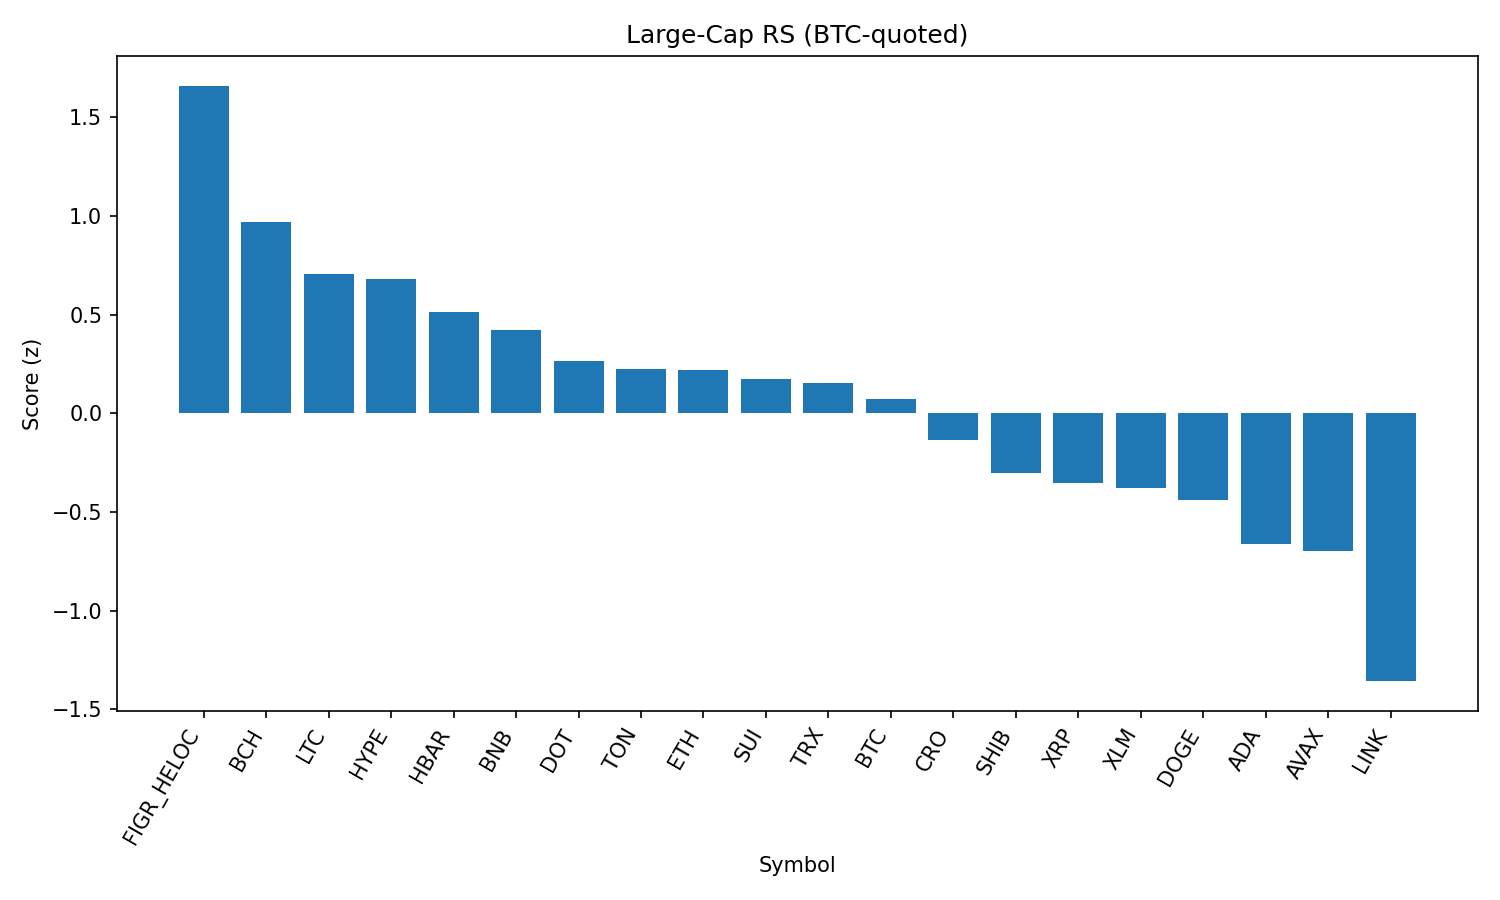 Large-Cap RS (BTC-quoted)
Score (z)
1.5
1.0
0.5
0.0
−0.5
−1.0
−1.5
FIGR_HELOC
BCH
LTC
HYPE
HBAR
BNB
DOT
TON
ETH
SUI
TRX
BTC
CRO
SHIB
XRP
XLM
DOGE
ADA
AVAX
LINK
Symbol